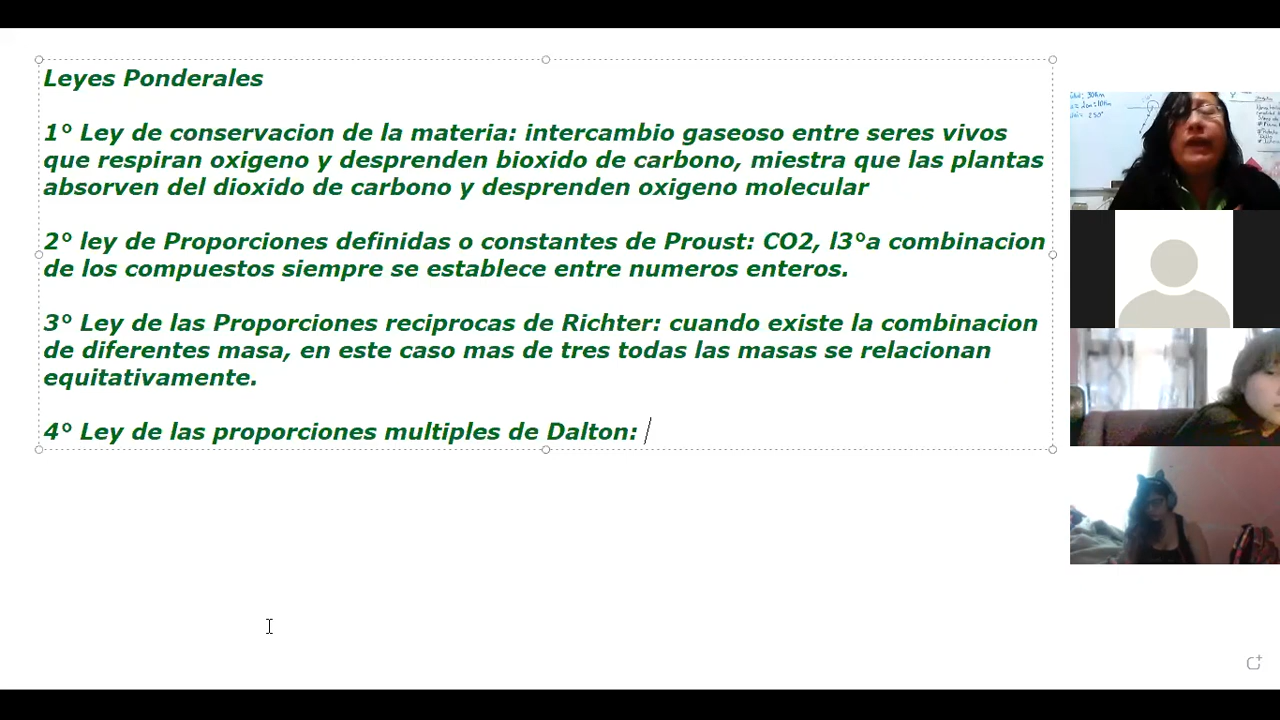 Leyes Ponderales
1° Ley de conservacion de la materia: intercambio gaseoso entre seres vivos
que respiran oxigeno y desprenden bioxido de carbono, miestra que las plantas
absorven del dioxido de carbono y desprenden oxigeno molecular
2° ley de Proporciones definidas o constantes de Proust: CO2, l3°a combinacion
de los compuestos siempre se establece entre numeros enteros.
3° Ley de las Proporciones reciprocas de Richter: cuando existe la combinacion
de diferentes masa, en este caso mas de tres todas las masas se relacionan
equitativamente.
4° Ley de las proporciones multiples de Dalton: